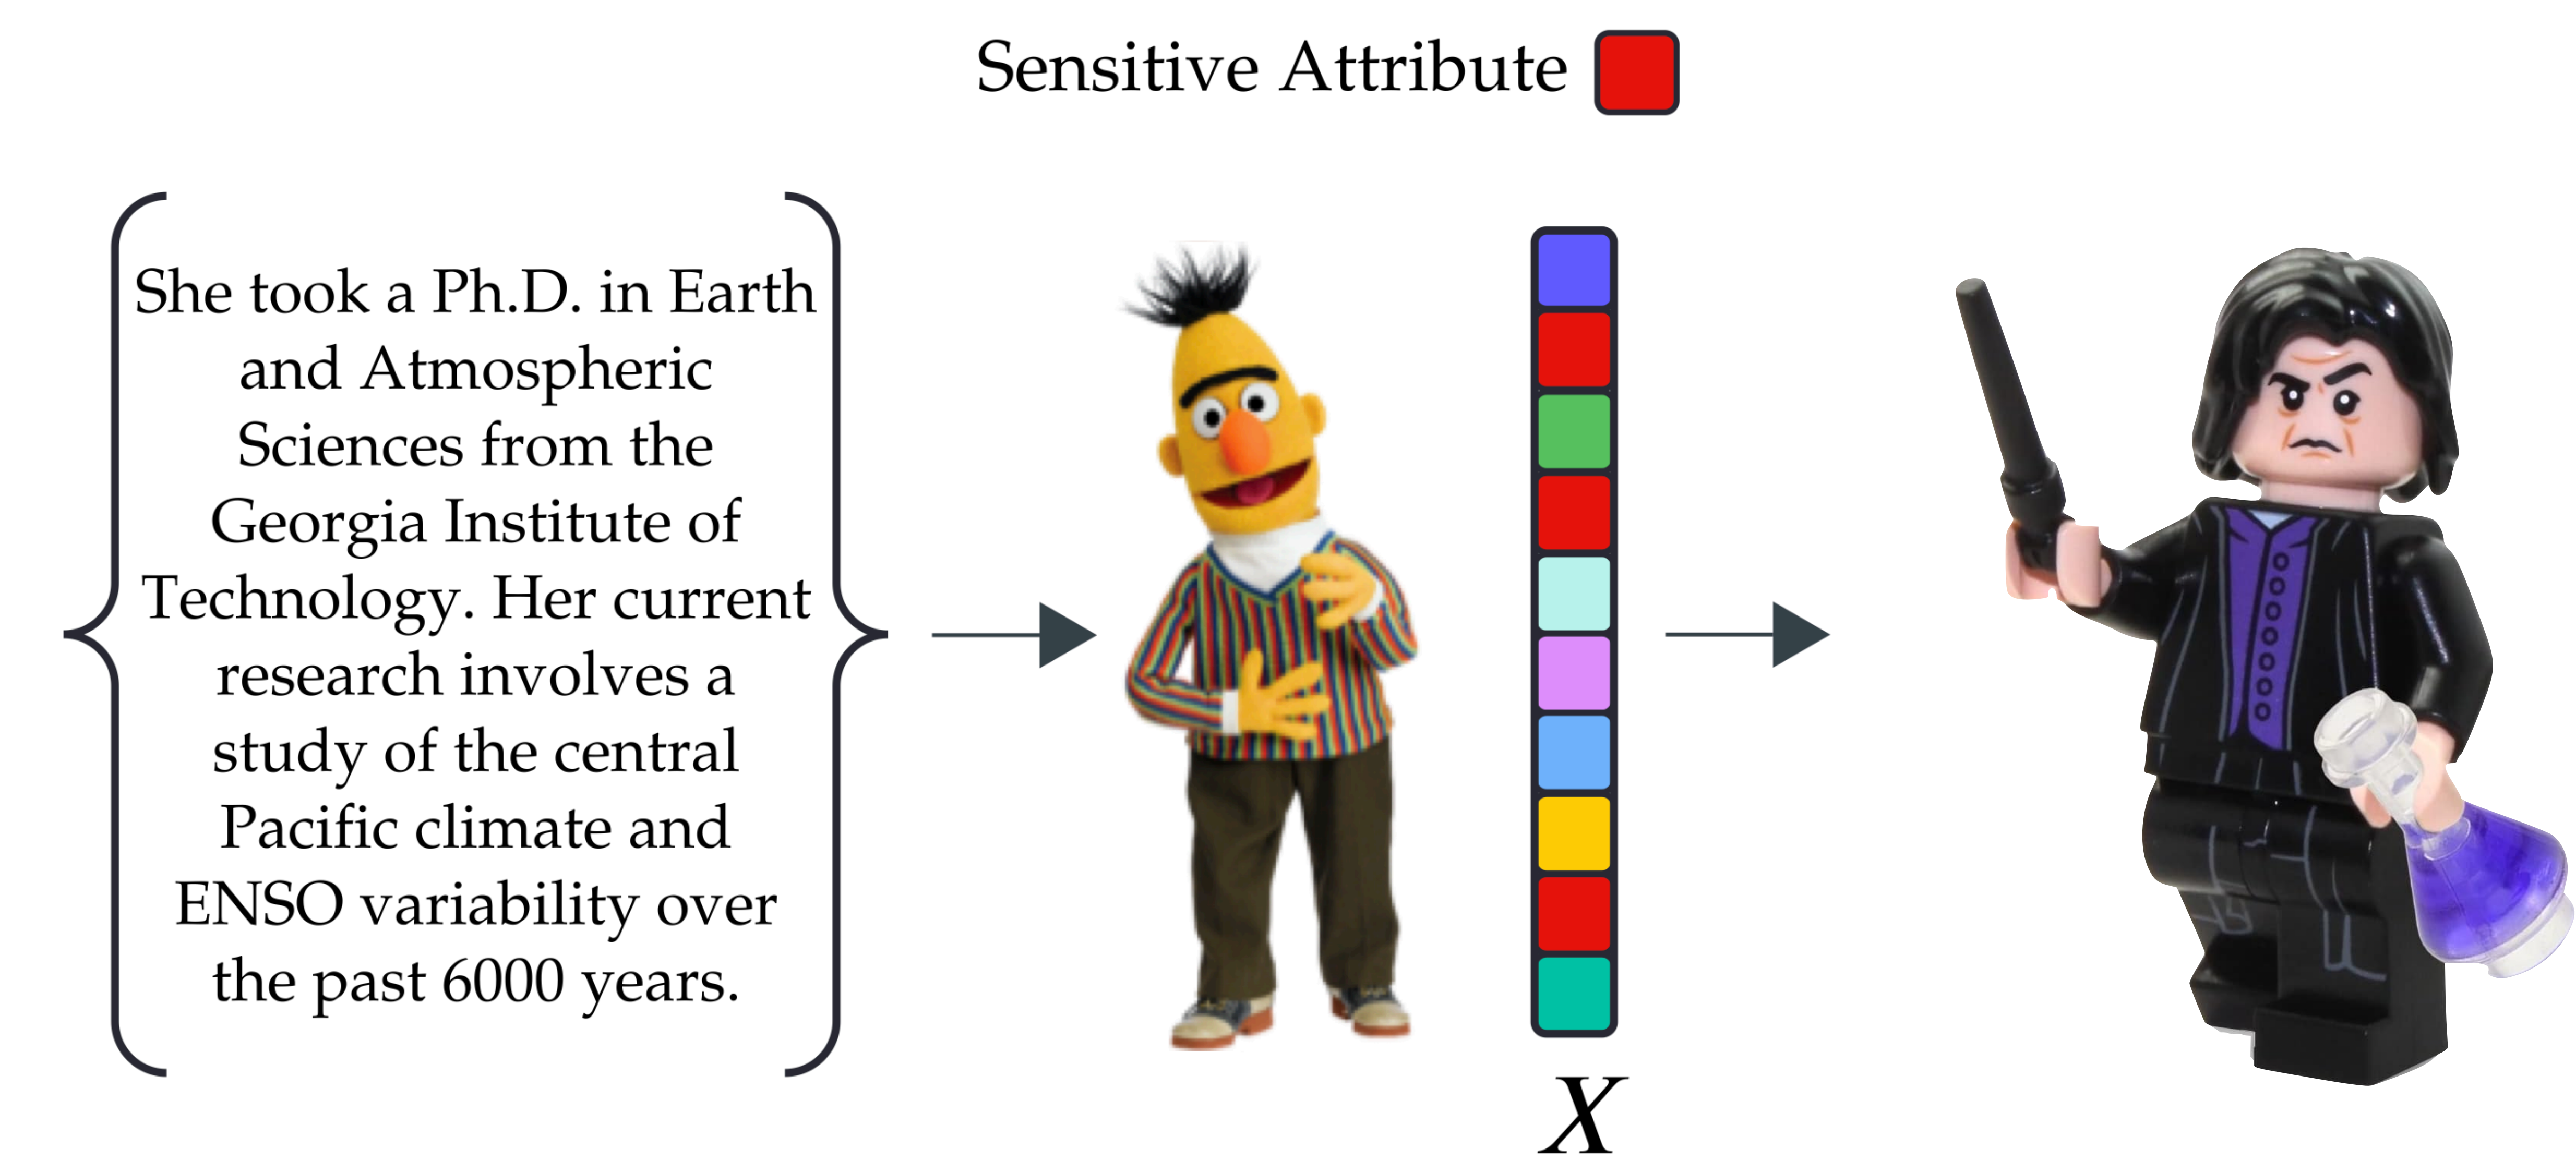 Sensitive Attribute
She took a Ph.D. in Earth
and Atmospheric
Sciences from the
Georgia Institute of
Technology. Her current
research involves a
study of the central
Pacific climate and
ENSO variability over
the past 6000 years.
X